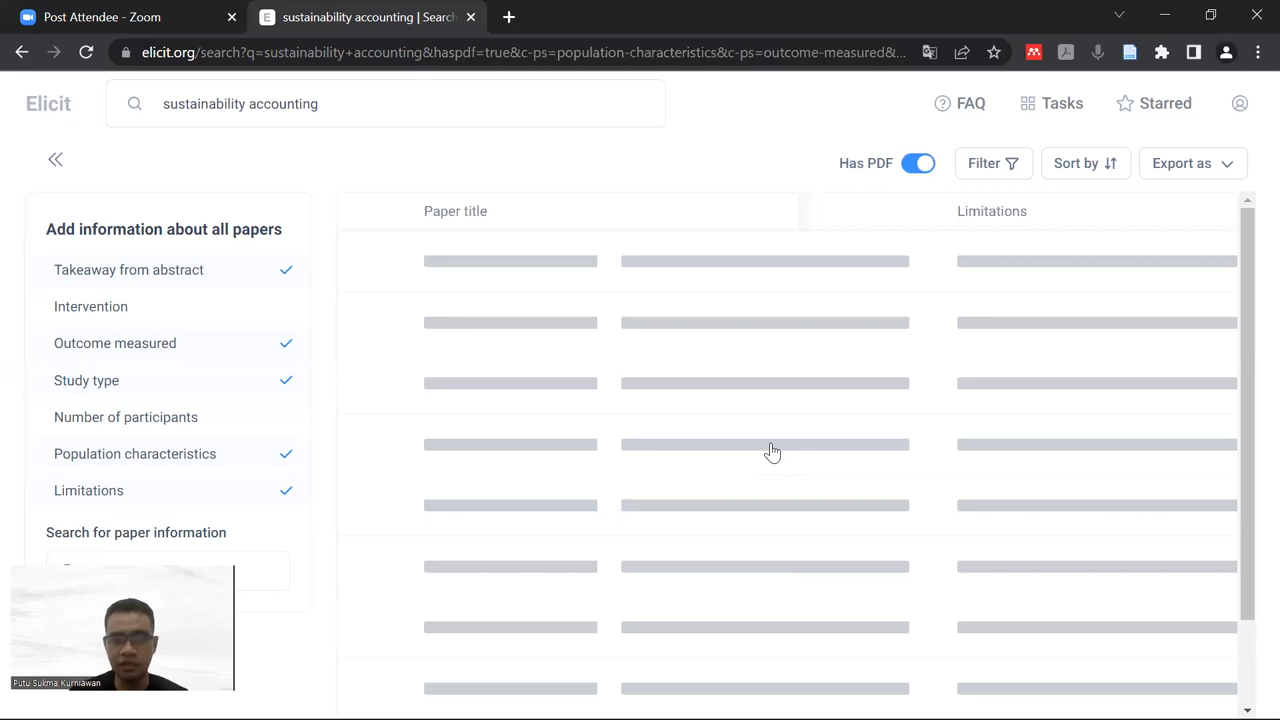 Post Attendee - Zoom
sustainability accounting | Search
elicit.org/search?q=sustainability+accounting&haspdf=true&c-ps=population-characteristics&c-ps=outcome-measured&...
Elicit
sustainability accounting
FAQ
Tasks
Starred
Has PDF
Filter
Sort by
Export as
Add information about all papers
Takeaway from abstract
Intervention
Outcome measured
Study type
Number of participants
Population characteristics
Limitations
Search for paper information
Paper title
Limitations
Putu Sukma Kurniawan